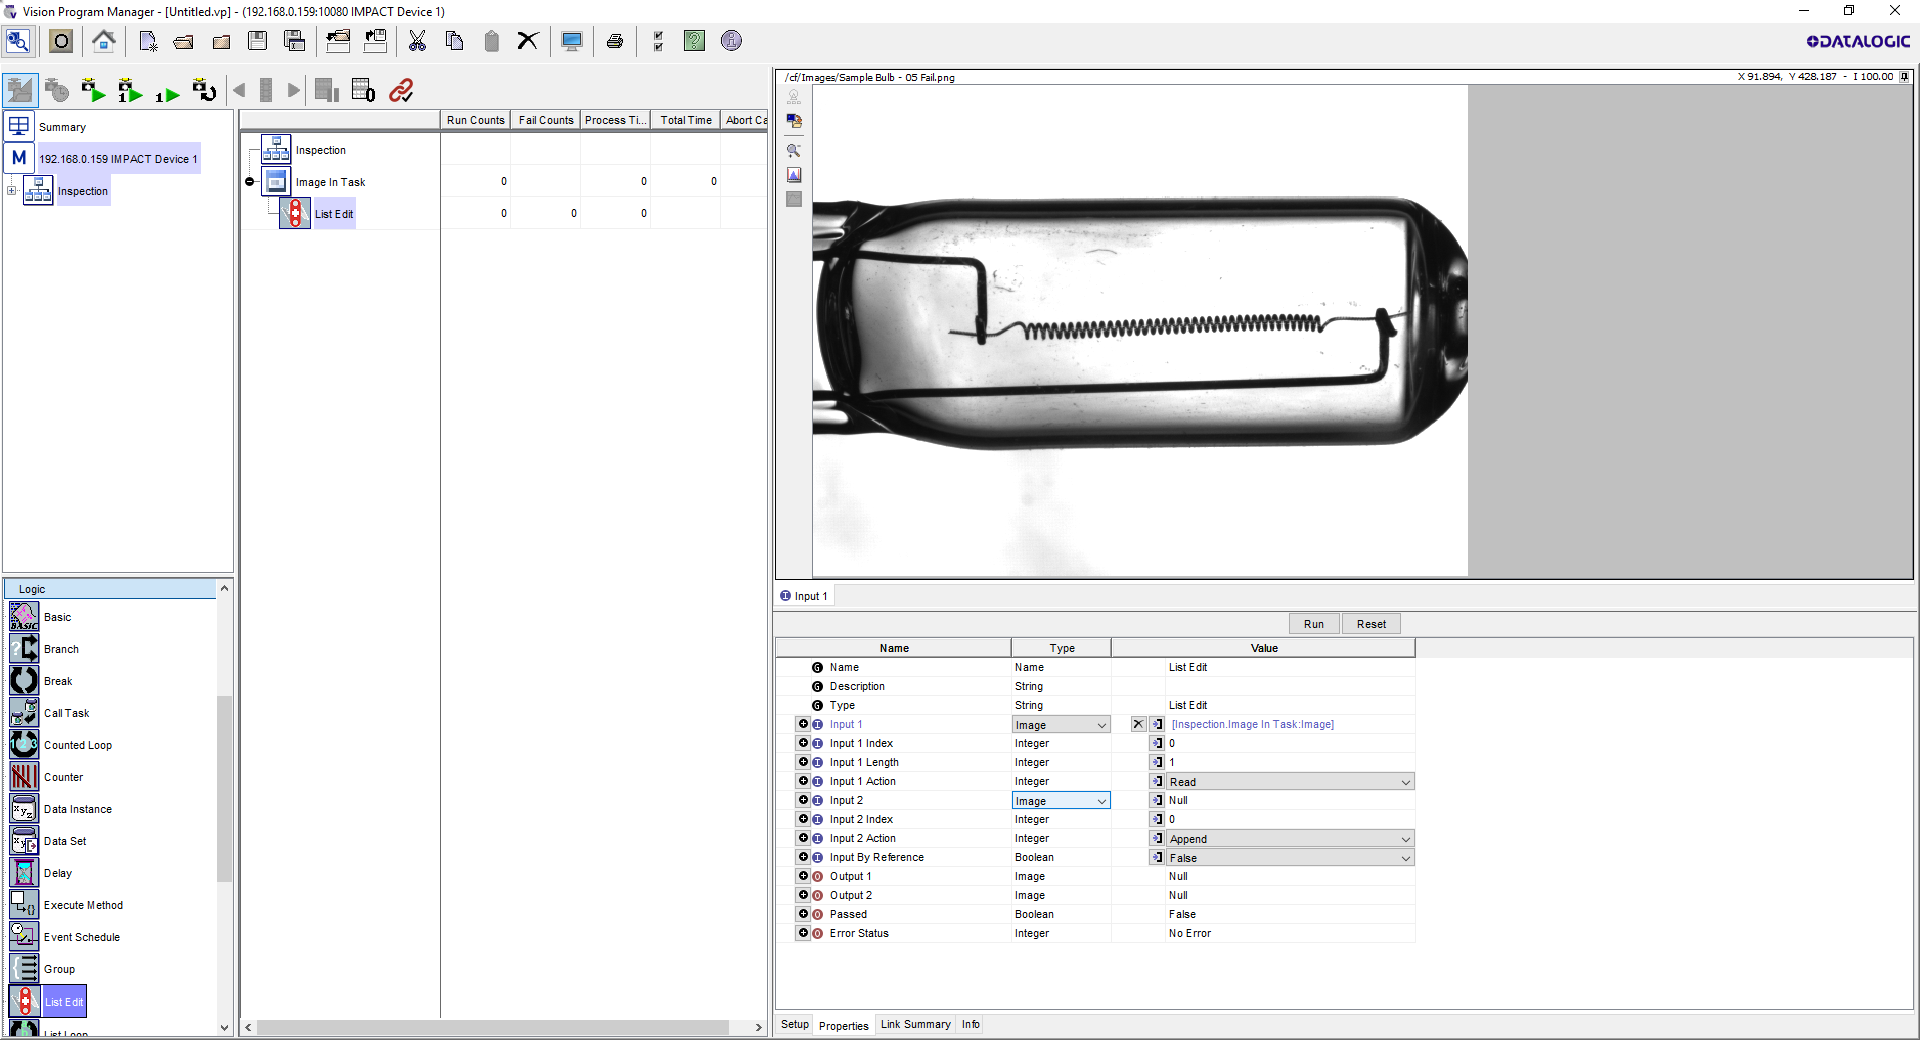 Vision Program Manager - [Untitled.vp] - (192.168.0.159:10080 IMPACT Device 1)
DATALOGIC
Summary
M 192.168.0.159 IMPACT Device 1
Inspection
Logic
BASIC Basic
Branch
Break
Call Task
1 2 3 Counted Loop
Counter
Data Instance
Data Set
Delay
Execute Method
Event Schedule
Group
List Edit
List Loop
Run Counts Fail Counts Process Ti... Total Time Abort Ca
Inspection
Image In Task 0 0 0
List Edit 0 0 0
/cf/Images/Sample Bulb - 05 Fail.png X 91.894, Y 428.187 - I 100.00
Input 1
Run Reset
Name Type Value
Name Name List Edit
Description String
Type String List Edit
Input 1 Image [Inspection.Image In Task:Image]
Input 1 Index Integer 0
Input 1 Length Integer 1
Input 1 Action Integer Read
Input 2 Image Null
Input 2 Index Integer 0
Input 2 Action Integer Append
Input By Reference Boolean False
Output 1 Image Null
Output 2 Image Null
Passed Boolean False
Error Status Integer No Error
Setup Properties Link Summary Info